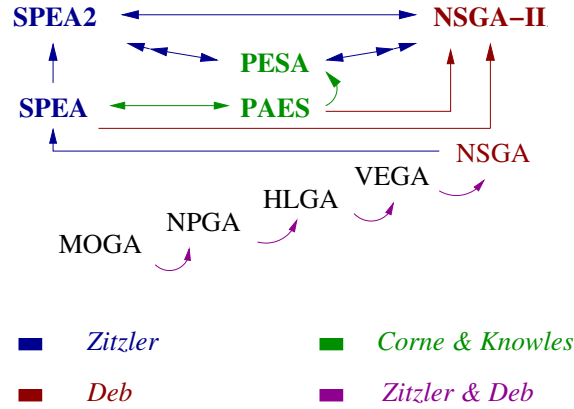 SPEA2 NSGA-II
PESA
SPEA PAES
NSGA
VEGA
HLGA
NPGA
MOGA
Zitzler Corne & Knowles
Deb Zitzler & Deb